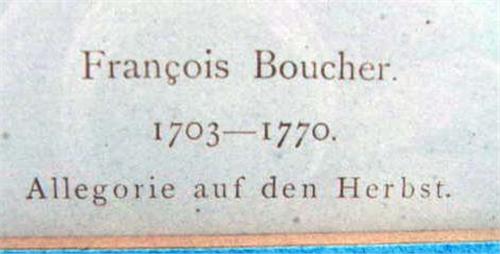 François Boucher.
1703—1770.
Allegorie auf den Herbst.